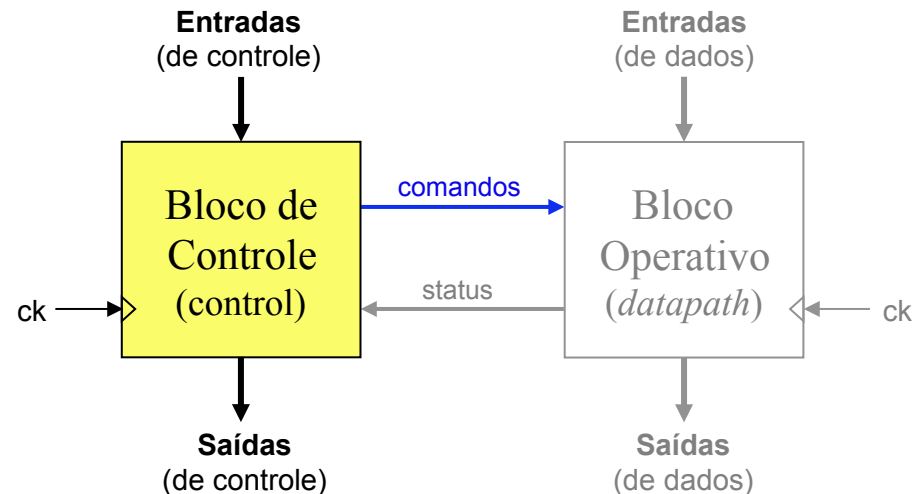 Entradas
(de controle)
Entradas
(de dados)
Bloco de
Controle
(control)
comandos
status
Bloco
Operativo
(datapath)
ck
ck
Saídas
(de controle)
Saídas
(de dados)